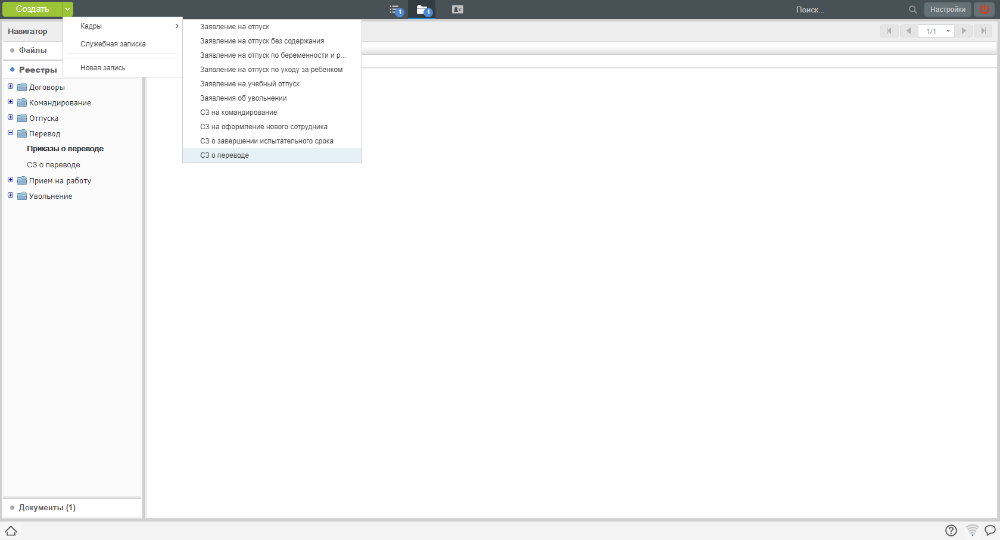 Создать
1
1
Поиск...
Настройки
Навигатор
Файлы
Реестры
Договоры
Командирование
Отпуска
Перевод
Приказы о переводе
СЗ о переводе
Прием на работу
Увольнение
Документы (1)
Кадры
Служебная записка
Новая запись
Заявление на отпуск
Заявление на отпуск без содержания
Заявление на отпуск по беременности и р...
Заявление на отпуск по уходу за ребенком
Заявление на учебный отпуск
Заявления об увольнении
СЗ на командирование
СЗ на оформление нового сотрудника
СЗ о завершении испытательного срока
СЗ о переводе
1/1